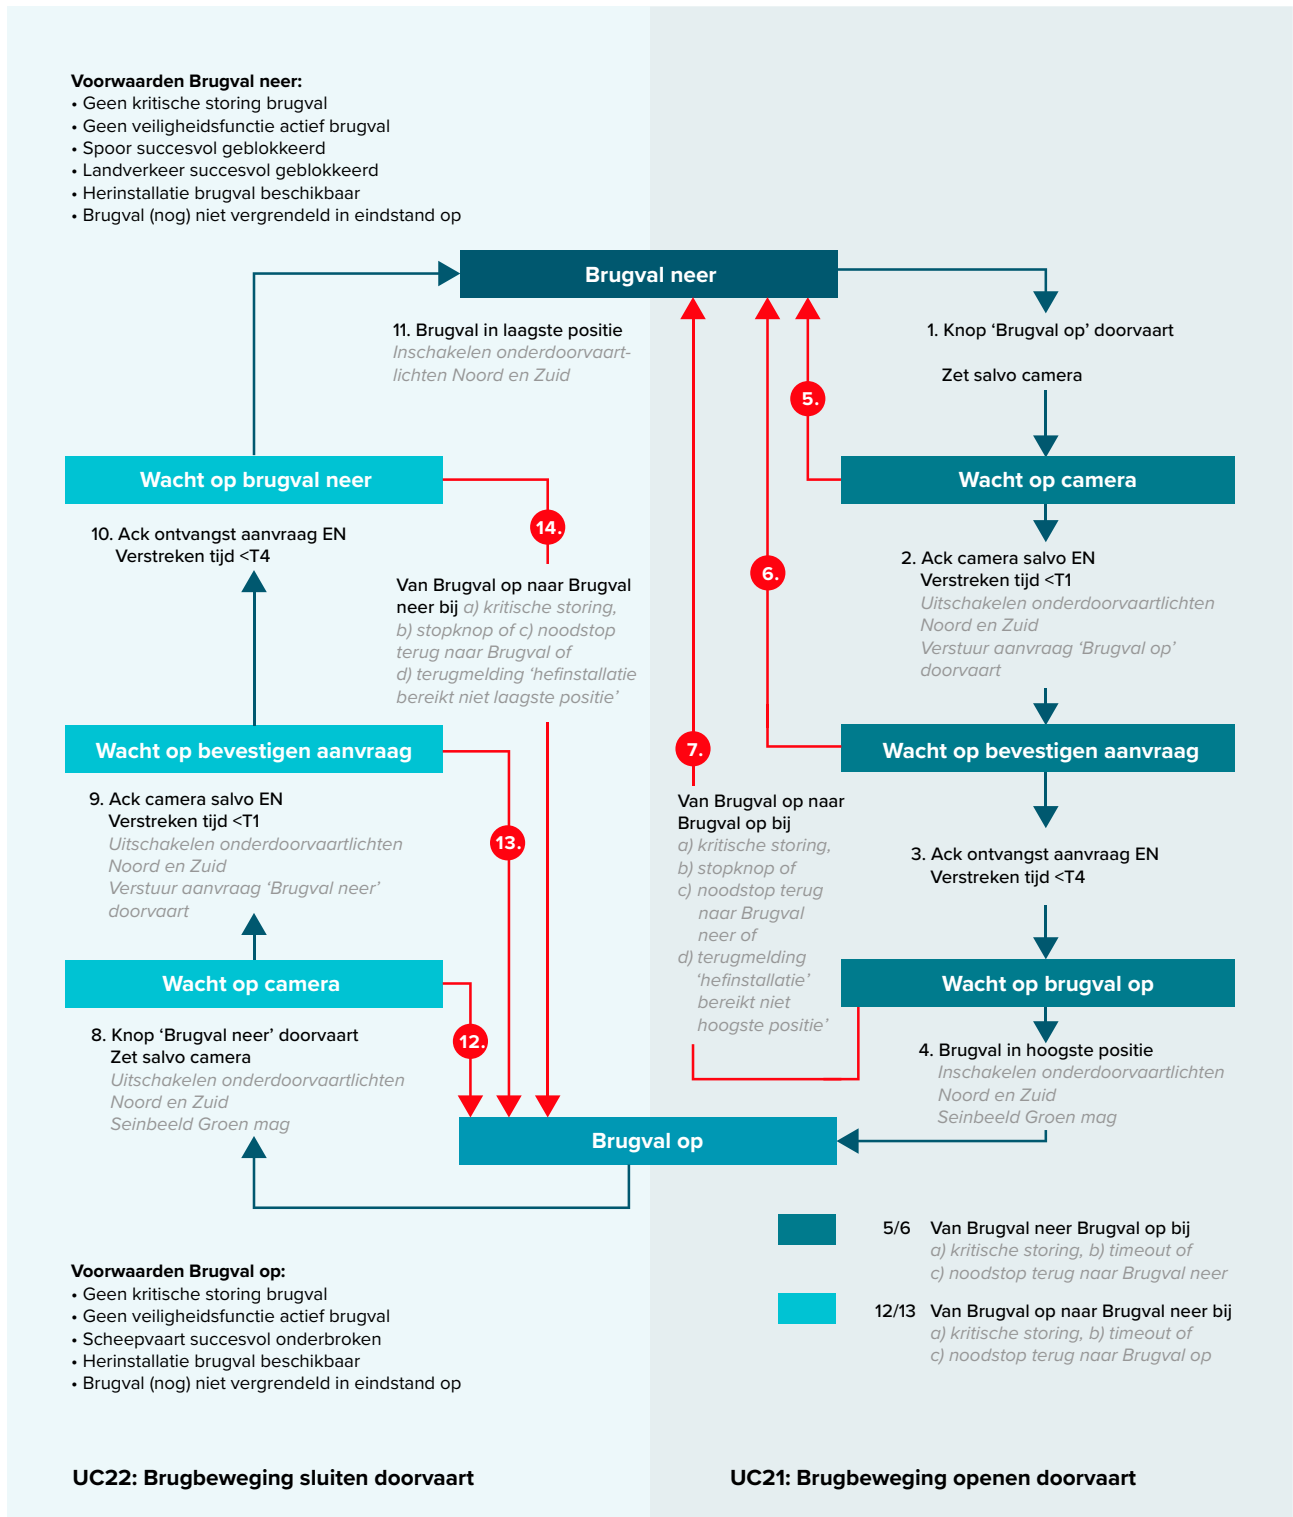 Voorwaarden Brugval neer:
• Geen kritische storing brugval
• Geen veiligheidsfunctie actief brugval
• Spoor succesvol geblokkeerd
• Landverkeer succesvol geblokkeerd
• Herinstallatie brugval beschikbaar
• Brugval (nog) niet vergrendeld in eindstand op
Brugval neer
11. Brugval in laagste positie
Inschakelen onderdoorvaart-
lichten Noord en Zuid
1. Knop ‘Brugval op’ doorvaart
Zet salvo camera
5.
Wacht op brugval neer
Wacht op camera
10. Ack ontvangst aanvraag EN
Verstreken tijd <T4
14.
2. Ack camera salvo EN
Verstreken tijd <T1
Uitschakelen onderdoorvaartlichten
Noord en Zuid
Verstuur aanvraag ‘Brugval op’
doorvaart
6.
Van Brugval op naar Brugval
neer bij a) kritische storing,
b) stopknop of c) noodstop
terug naar Brugval of
d) terugmelding ‘hefinstallatie
bereikt niet laagste positie’
Wacht op bevestigen aanvraag
7.
Wacht op bevestigen aanvraag
9. Ack camera salvo EN
Verstreken tijd <T1
Uitschakelen onderdoorvaartlichten
Noord en Zuid
Verstuur aanvraag ‘Brugval neer’
doorvaart
13.
Van Brugval op naar
Brugval op bij
a) kritische storing,
b) stopknop of
c) noodstop terug
naar Brugval
neer of
d) terugmelding
‘hefinstallatie’
bereikt niet
hoogste positie’
3. Ack ontvangst aanvraag EN
Verstreken tijd <T4
Wacht op camera
Wacht op brugval op
8. Knop ‘Brugval neer’ doorvaart
Zet salvo camera
Uitschakelen onderdoorvaartlichten
Noord en Zuid
Seinbeeld Groen mag
12.
4. Brugval in hoogste positie
Inschakelen onderdoorvaartlichten
Noord en Zuid
Seinbeeld Groen mag
Brugval op
5/6 Van Brugval neer Brugval op bij
a) kritische storing, b) timeout of
c) noodstop terug naar Brugval neer
12/13 Van Brugval op naar Brugval neer bij
a) kritische storing, b) timeout of
c) noodstop terug naar Brugval op
Voorwaarden Brugval op:
• Geen kritische storing brugval
• Geen veiligheidsfunctie actief brugval
• Scheepvaart succesvol onderbroken
• Herinstallatie brugval beschikbaar
• Brugval (nog) niet vergrendeld in eindstand op
UC22: Brugbeweging sluiten doorvaart
UC21: Brugbeweging openen doorvaart